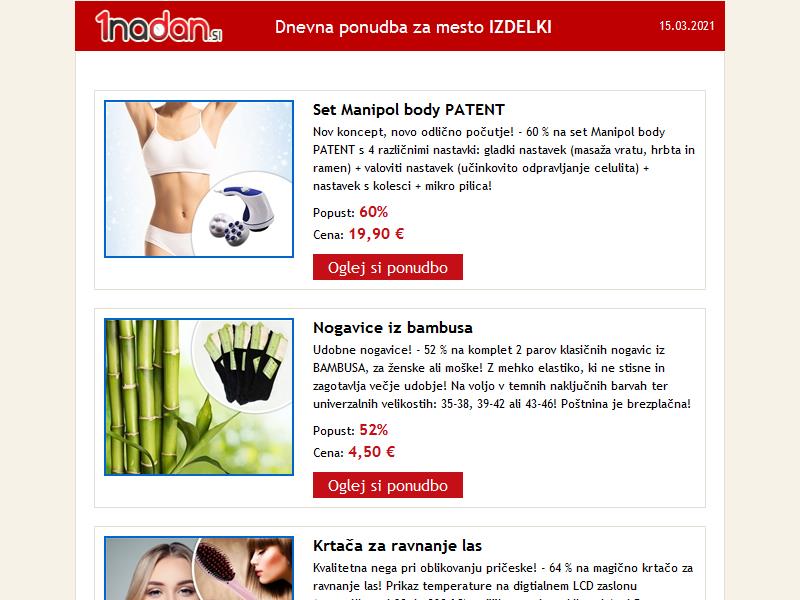 1nadan.si
Dnevna ponudba za mesto IZDELKI
15.03.2021
Set Manipol body PATENT
Nov koncept, novo odlično počutje! - 60 % na set Manipol body
PATENT s 4 različnimi nastavki: gladki nastavek (masaža vratu, hrbta in
ramen) + valoviti nastavek (učinkovito odpravljanje celulita) +
nastavek s kolesci + mikro pilica!
Popust: 60%
Cena: 19,90 €
Oglej si ponudbo
Nogavice iz bambusa
Udobne nogavice! - 52 % na komplet 2 parov klasičnih nogavic iz
BAMBUSA, za ženske ali moške! Z mehko elastiko, ki ne stisne in
zagotavlja večje udobje! Na voljo v temnih naključnih barvah ter
univerzalnih velikostih: 35-38, 39-42 ali 43-46! Poštnina je brezplačna!
Popust: 52%
Cena: 4,50 €
Oglej si ponudbo
Krtača za ravnanje las
Kvalitetna nega pri oblikovanju pričeske! - 64 % na magično krtačo za
ravnanje las! Prikaz temperature na digtialnem LCD zaslonu